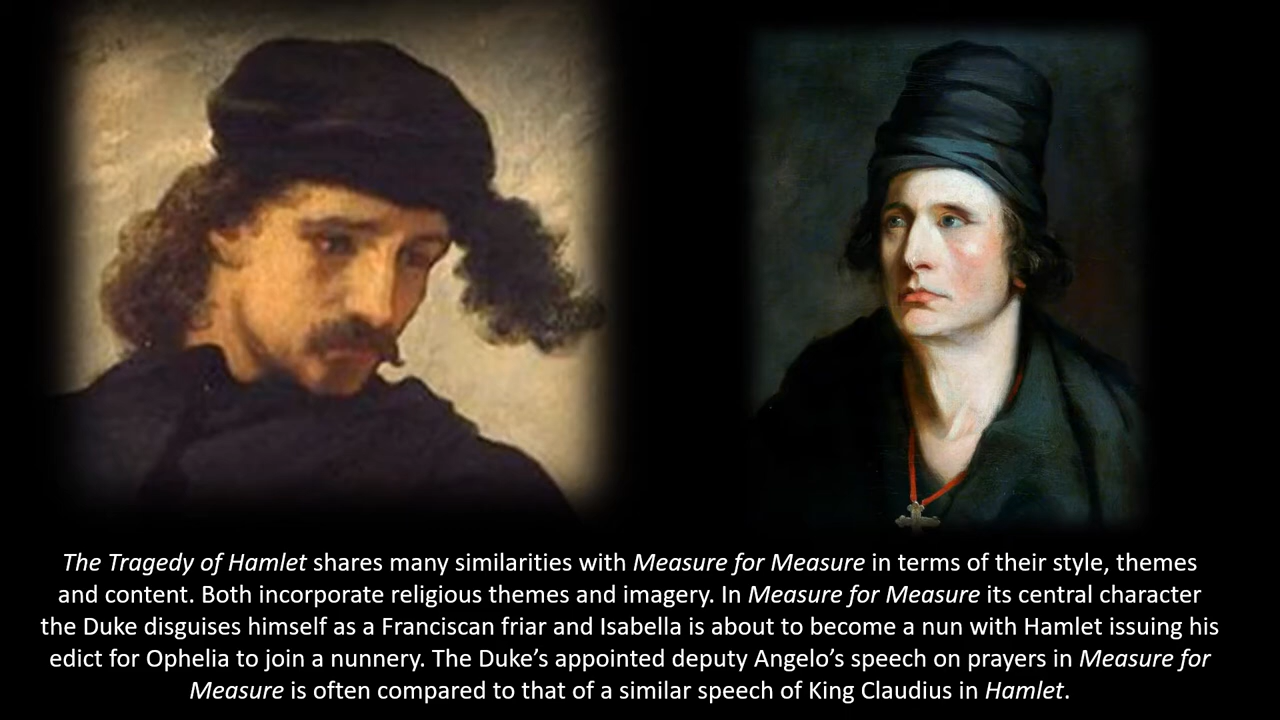 The Tragedy of Hamlet shares many similarities with Measure for Measure in terms of their style, themes
and content. Both incorporate religious themes and imagery. In Measure for Measure its central character
the Duke disguises himself as a Franciscan friar and Isabella is about to become a nun with Hamlet issuing his
edict for Ophelia to join a nunnery. The Duke’s appointed deputy Angelo’s speech on prayers in Measure for
Measure is often compared to that of a similar speech of King Claudius in Hamlet.